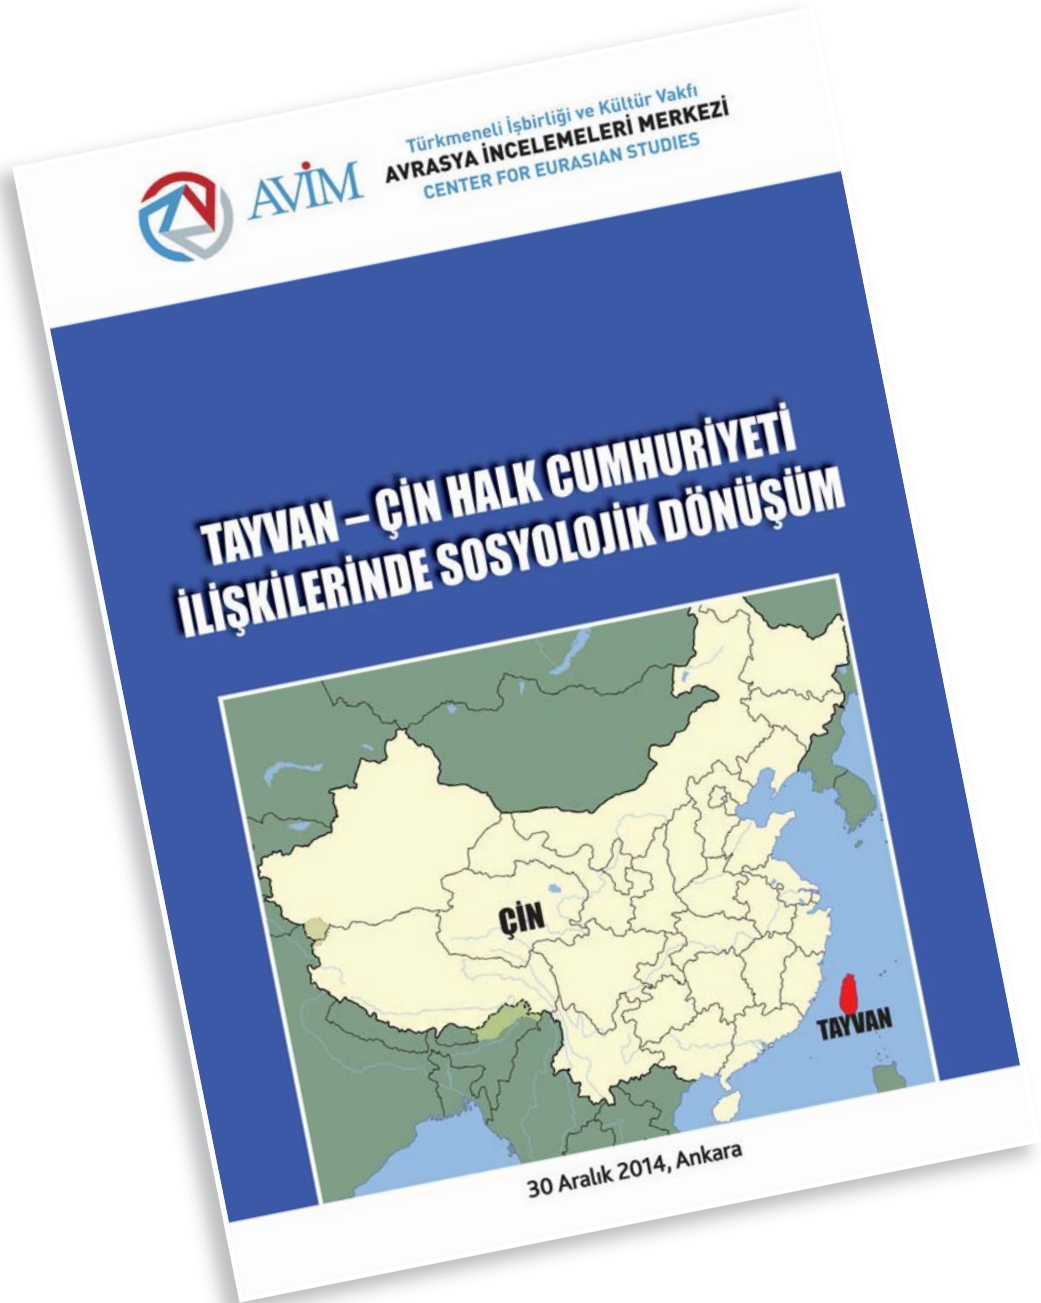 Türkmeneli İşbirliği ve Kültür Vakfı
AVİM
AVRASYA İNCELEMELERİ MERKEZİ
CENTER FOR EURASIAN STUDIES
TAYVAN – ÇİN HALK CUMHURİYETİ
İLİŞKİLERİNDE SOSYOLOJİK DÖNÜŞÜM
ÇİN
TAYVAN
30 Aralık 2014, Ankara